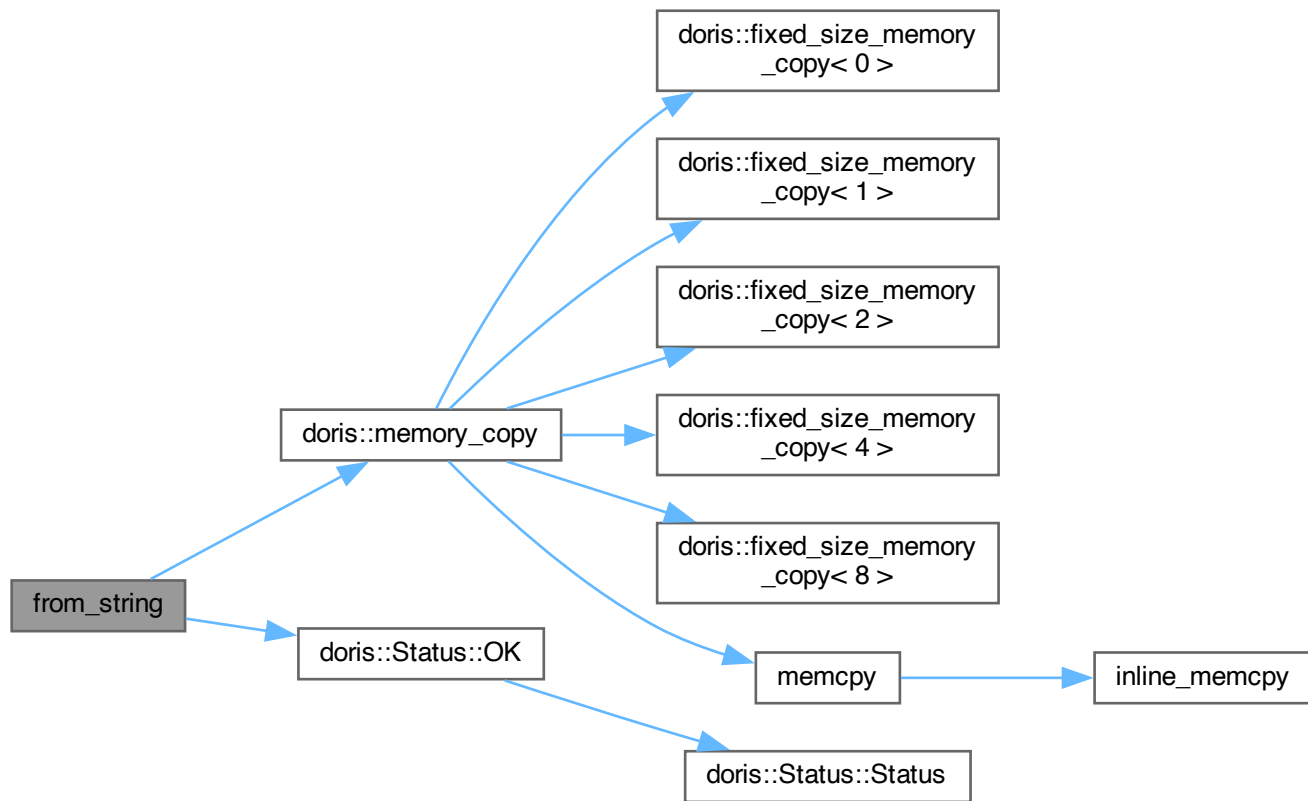 doris::fixed_size_memory
_copy< 0 >
doris::fixed_size_memory
_copy< 1 >
doris::fixed_size_memory
_copy< 2 >
doris::memory_copy
doris::fixed_size_memory
_copy< 4 >
doris::fixed_size_memory
_copy< 8 >
from_string
doris::Status::OK
memcpy
inline_memcpy
doris::Status::Status